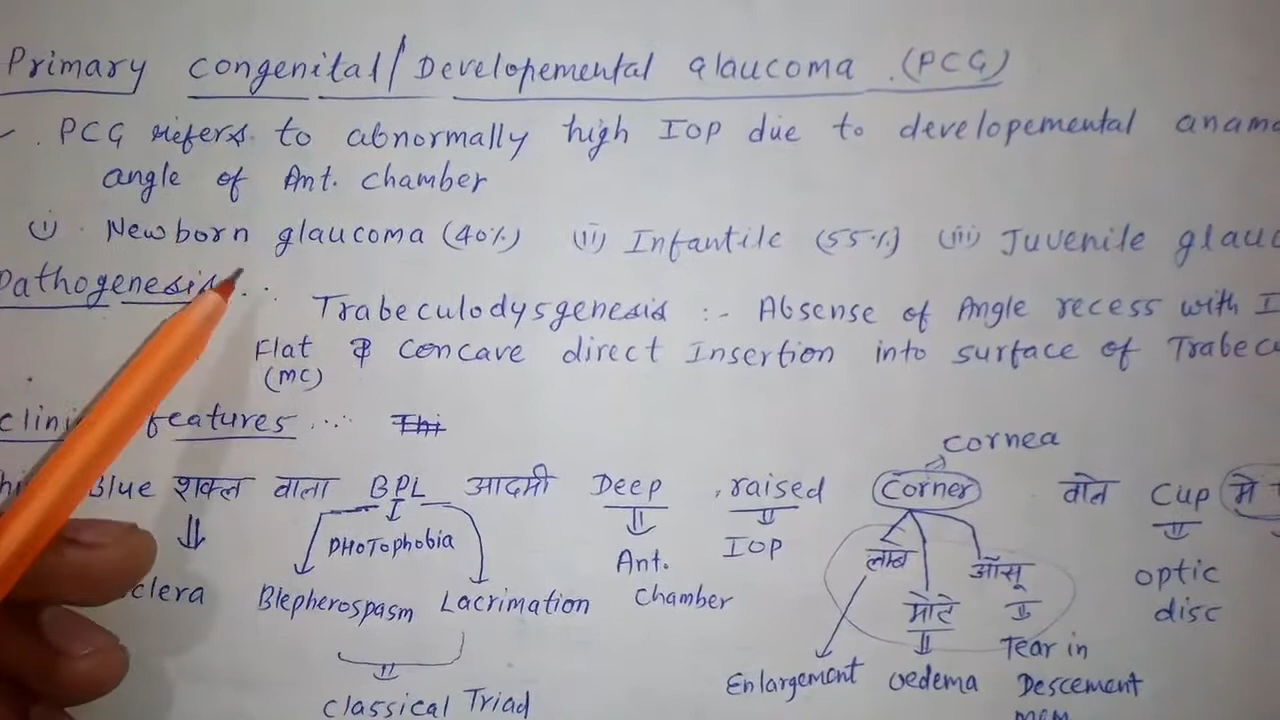 Primary congenital/Developemental glaucoma (PCG)
PCG refers to abnormally high IOP due to developemental
angle of Ant. chamber
(i) Newborn glaucoma (40%) (ii) Infantile (55%) (iii) Juvenile
Pathogenesis...
Trabeculodysgenesis :- Absense of Angle recess with
Flat & concave direct Insertion into surface of
(MC)
features ....
cornea
Blue शक्ल वाला BPL आदमी Deep , raised Corner वाले Cup मे
PHOTophobia Ant. IOP लम्ब आँसू optic
Blepherospasm Lacrimation chamber मोटे disc
Tear in
Enlargement oedema Descement
classical Triad